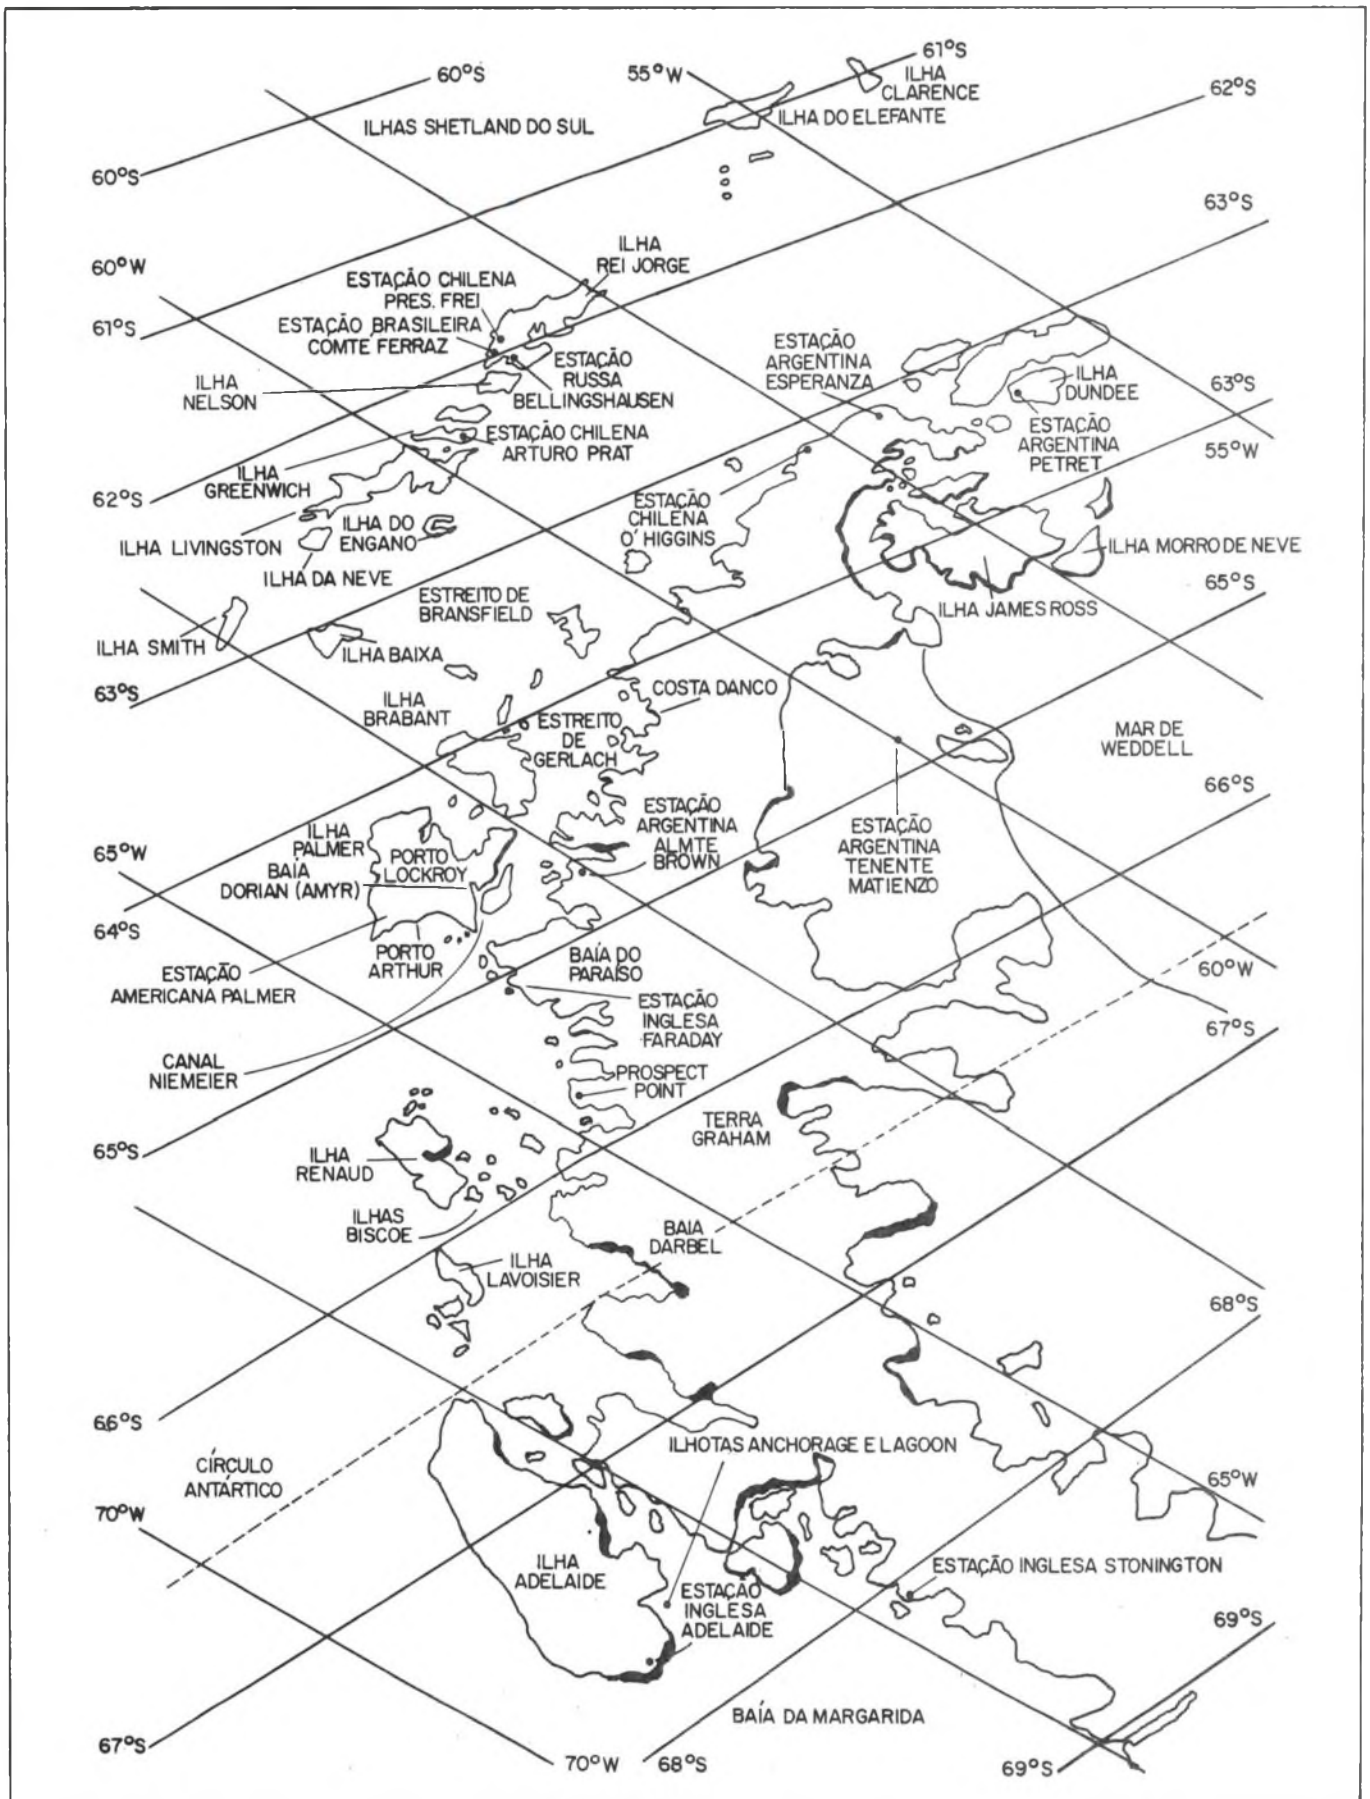 60°S
55°W
61°S
ILHA
CLARENCE
62°S
ILHAS SHETLAND DO SUL
ILHA DO ELEFANTE
60°S
63°S
60°W
ILHA
REI JORGE
ESTAÇÃO CHILENA
PRES. FREI
61°S
ESTAÇÃO BRASILEIRA
COMTE FERRAZ
ESTAÇÃO
RUSSA
BELLINGSHAUSEN
ESTAÇÃO
ARGENTINA
ESPERANZA
ILHA
DUNDEE
63°S
ILHA
NELSON
ESTAÇÃO CHILENA
ARTURO PRAT
ESTAÇÃO
ARGENTINA
PETRET
55°W
ILHA
GREENWICH
62°S
ESTAÇÃO
CHILENA
O'HIGGINS
ILHA LIVINGSTON
ILHA DO
ENGANO
ILHA MORRO DE NEVE
ILHA DA NEVE
65°S
ESTREITO DE
BRANSFIELD
ILHA JAMES ROSS
ILHA SMITH
ILHA BAIXA
63°S
COSTA DANCO
ILHA
BRABANT
ESTREITO
DE
GERLACH
MAR DE
WEDDELL
66°S
ESTAÇÃO
ARGENTINA
ALMTE
BROWN
ESTAÇÃO
ARGENTINA
TENENTE
MATIENZO
65°W
ILHA
PALMER
PORTO
LOCKROY
BAÍA
DORIAN (AMYR)
64°S
PORTO
ARTHUR
BAÍA DO
PARAÍSO
60°W
ESTAÇÃO
AMERICANA PALMER
ESTAÇÃO
INGLESA
FARADAY
67°S
CANAL
NIEMEIER
PROSPECT
POINT
TERRA
GRAHAM
65°S
ILHA
RENAUD
ILHAS
BISCOE
BAIA
DARBEL
ILHA
LAVOISIER
68°S
66°S
ILHOTAS ANCHORAGE E LAGOON
CÍRCULO
ANTÁRTICO
65°W
70°W
ILHA
ADELAIDE
ESTAÇÃO INGLESA STONINGTON
ESTAÇÃO
INGLESA
ADELAIDE
69°S
BAÍA DA MARGARIDA
67°S
70°W
68°S
69°S